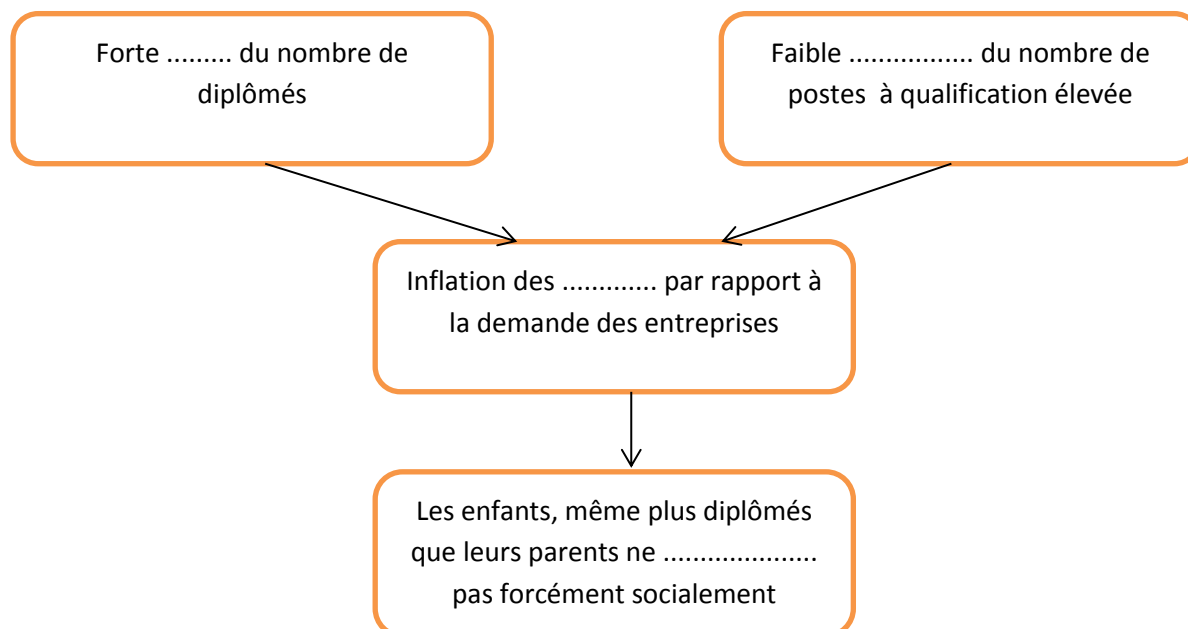 Forte ......... du nombre de
diplômés
Faible ................. du nombre de
postes  à qualification élevée
Inflation des ............. par rapport à
la demande des entreprises
Les enfants, même plus diplômés
que leurs parents ne .....................
pas forcément socialement